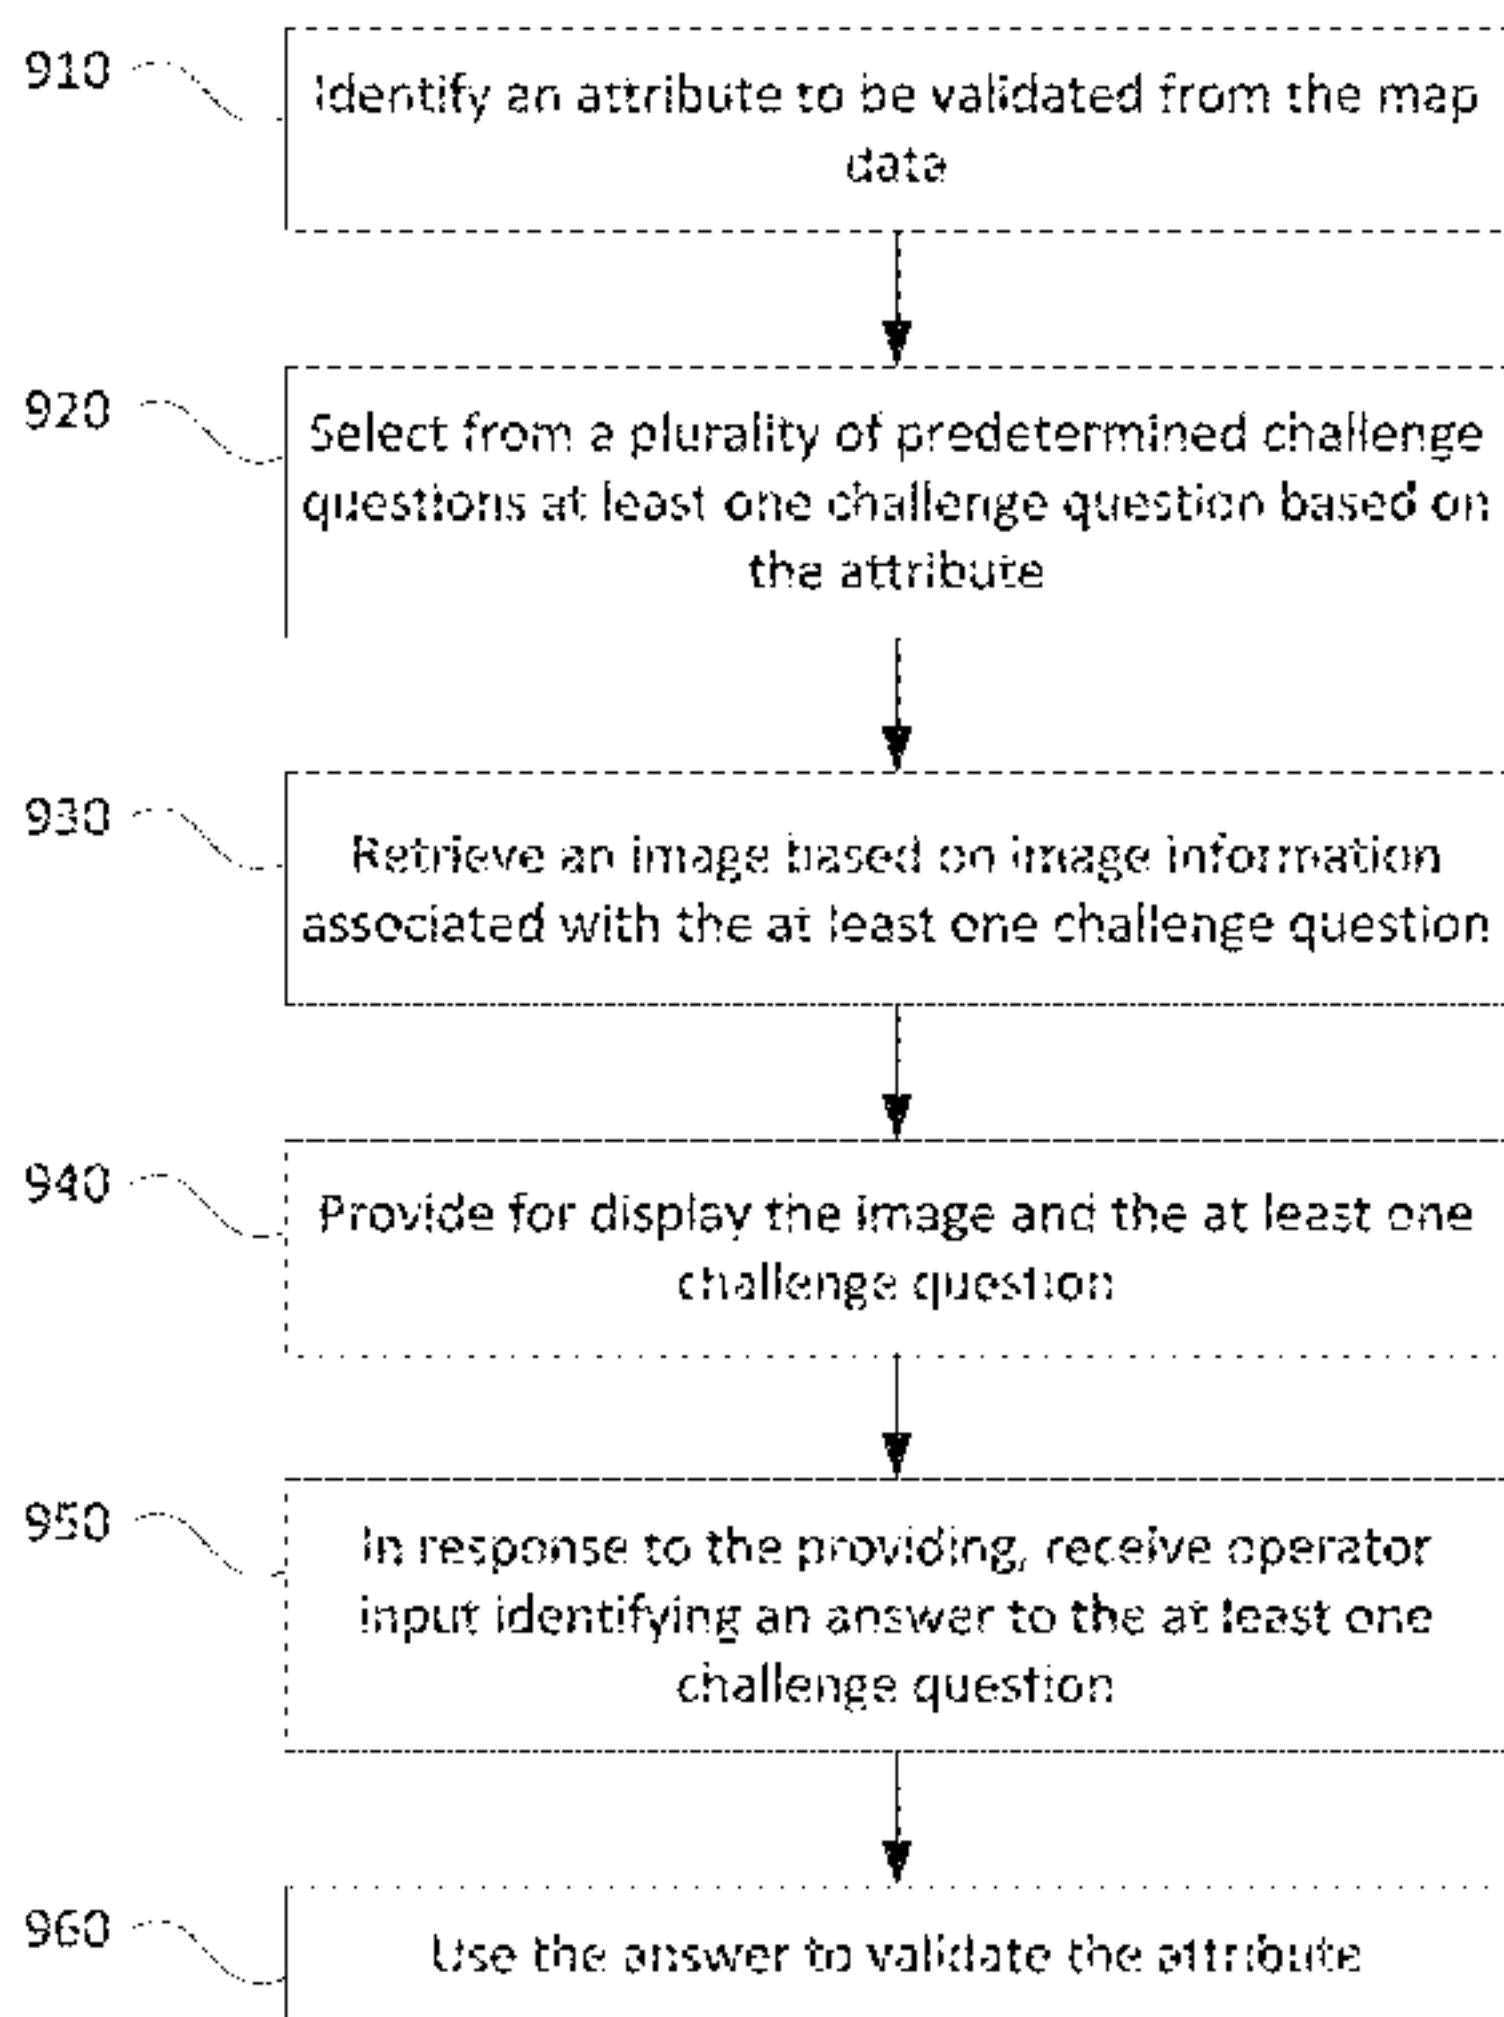 910
Identify an attribute to be validated from the map
data
920
Select from a plurality of predetermined challenge
questions at least one challenge question based on
the attribute
930
Retrieve an image based on image information
associated with the at least one challenge question
940
Provide for display the image and the at least one
challenge question
950
In response to the providing, receive operator
input identifying an answer to the at least one
challenge question
960
Use the answer to validate the attribute